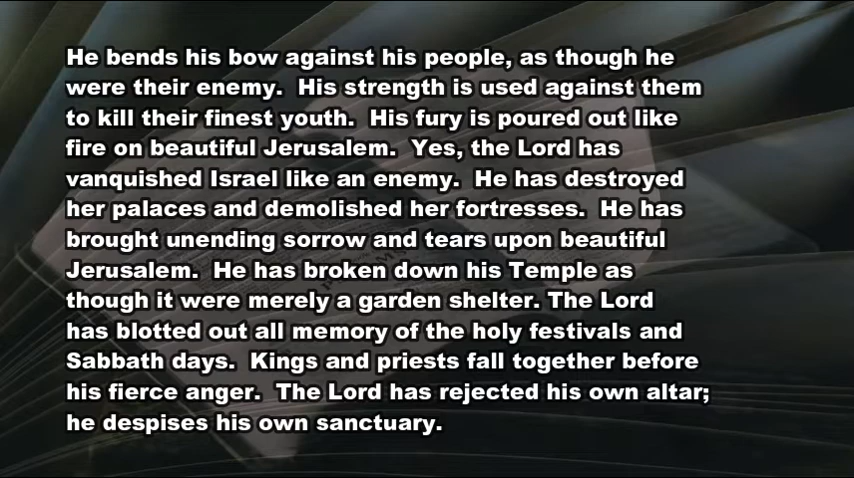 He bends his bow against his people, as though he
were their enemy.  His strength is used against them
to kill their finest youth.  His fury is poured out like
fire on beautiful Jerusalem.  Yes, the Lord has
vanquished Israel like an enemy.  He has destroyed
her palaces and demolished her fortresses.  He has
brought unending sorrow and tears upon beautiful
Jerusalem.  He has broken down his Temple as
though it were merely a garden shelter. The Lord
has blotted out all memory of the holy festivals and
Sabbath days.  Kings and priests fall together before
his fierce anger.  The Lord has rejected his own altar;
he despises his own sanctuary.